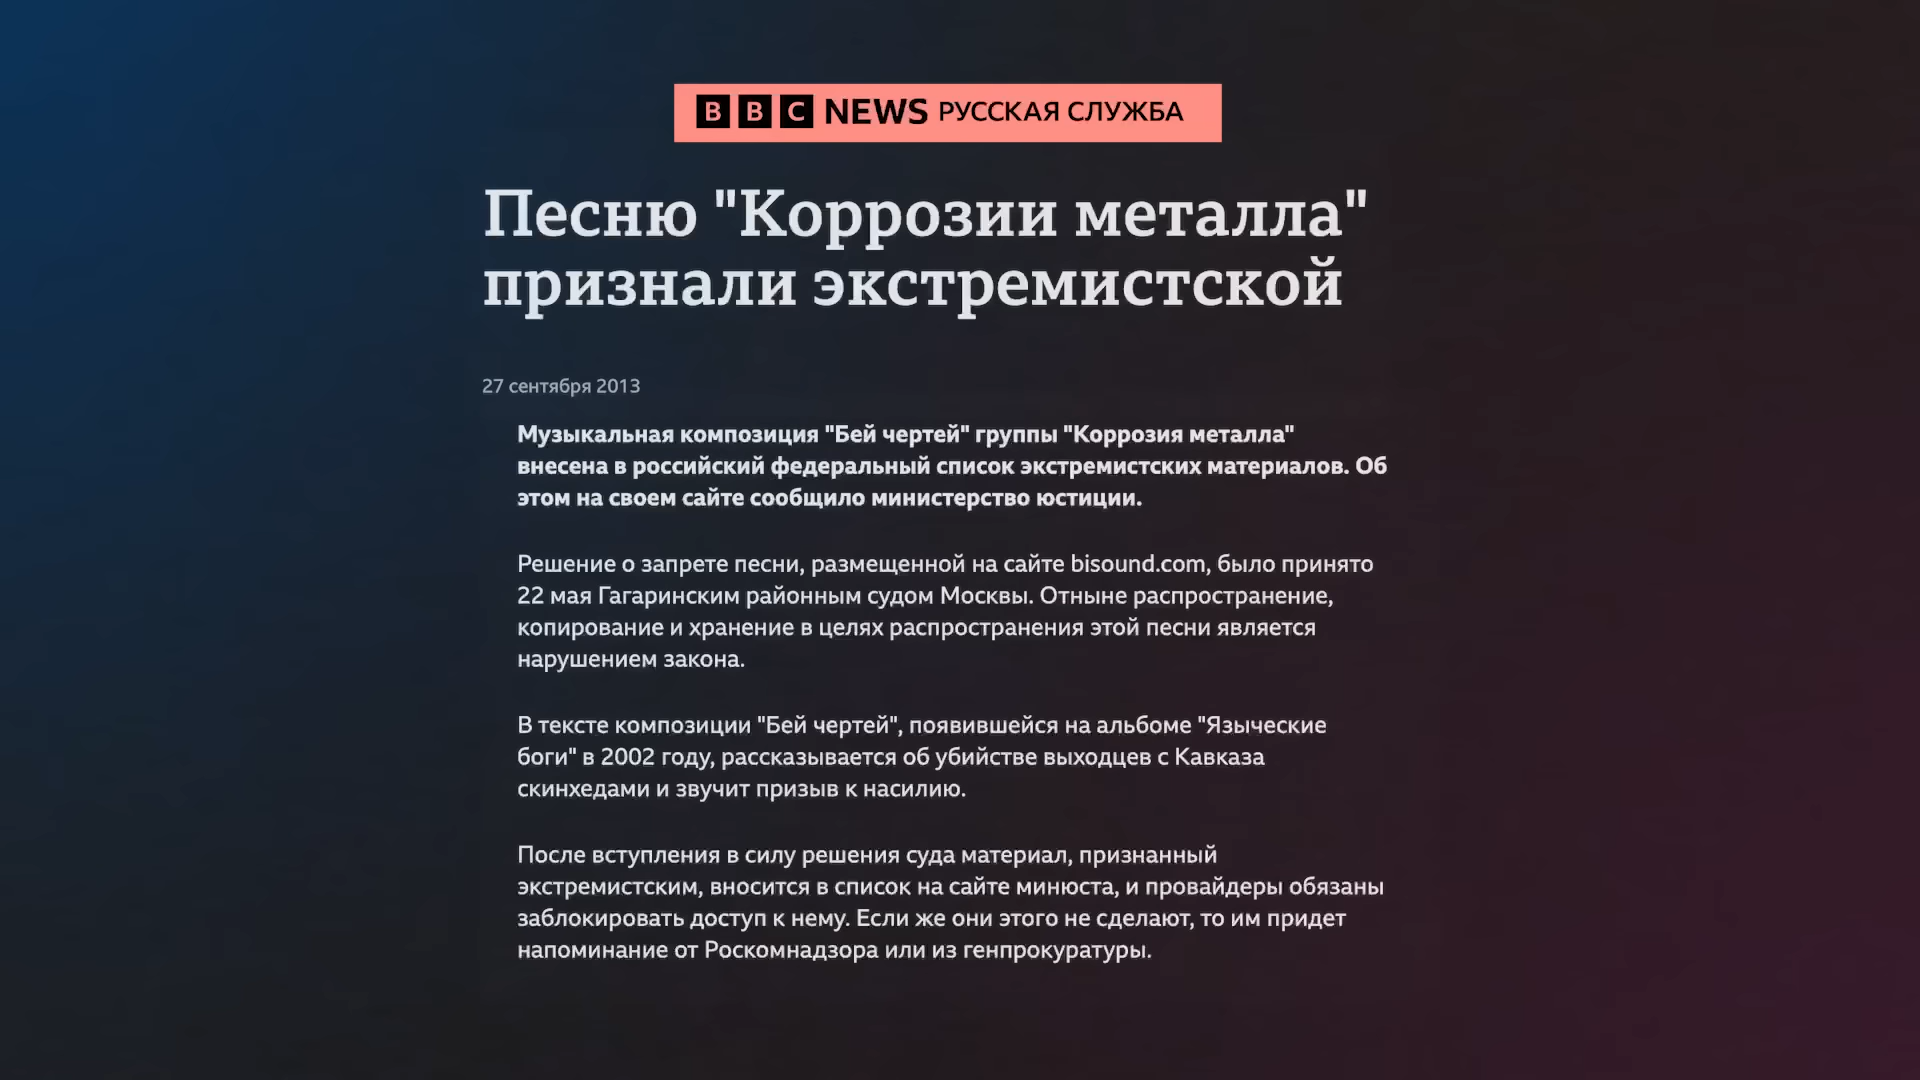 BBC NEWS РУССКАЯ СЛУЖБА
Песню "Коррозии металла"
признали экстремистской
27 сентября 2013
Музыкальная композиция "Бей чертей" группы "Коррозия металла"
внесена в российский федеральный список экстремистских материалов. Об
этом на своем сайте сообщило министерство юстиции.
Решение о запрете песни, размещенной на сайте bisound.com, было принято
22 мая Гагаринским районным судом Москвы. Отныне распространение,
копирование и хранение в целях распространения этой песни является
нарушением закона.
В тексте композиции "Бей чертей", появившейся на альбоме "Языческие
боги" в 2002 году, рассказывается об убийстве выходцев с Кавказа
скинхедами и звучит призыв к насилию.
После вступления в силу решения суда материал, признанный
экстремистским, вносится в список на сайте минюста, и провайдеры обязаны
заблокировать доступ к нему. Если же они этого не сделают, то им придет
напоминание от Роскомнадзора или из генпрокуратуры.